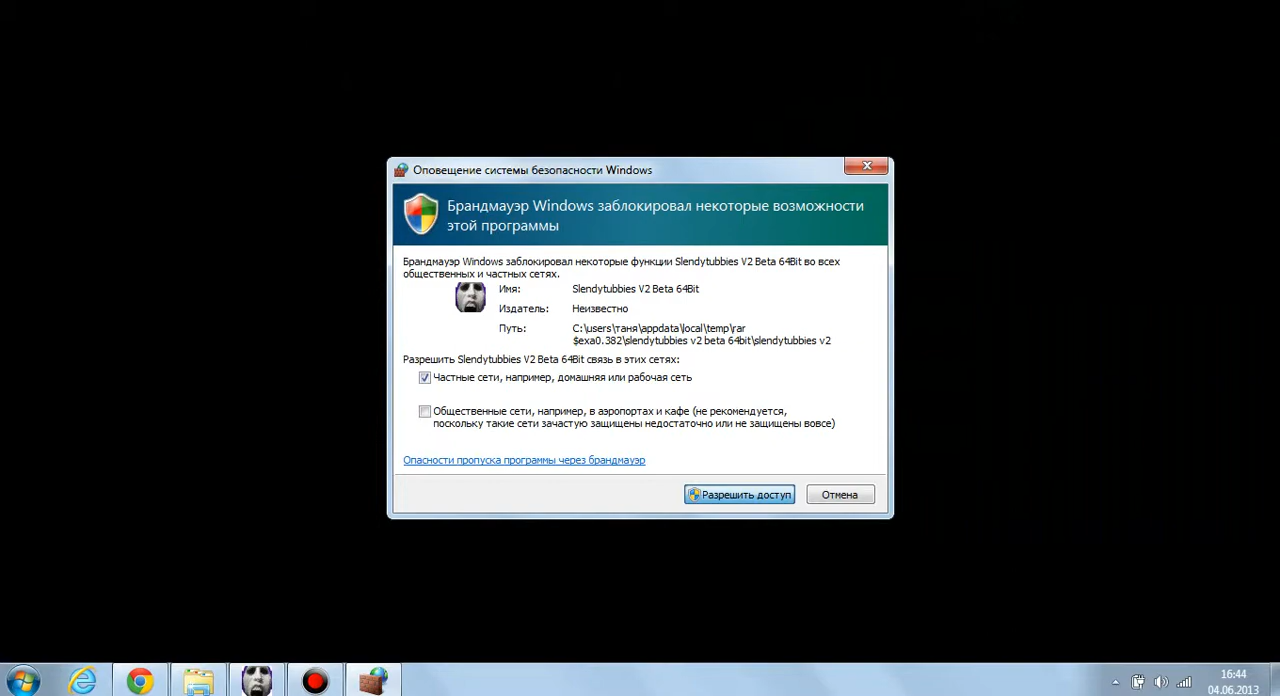 Оповещение системы безопасности Windows
Брандмауэр Windows заблокировал некоторые возможности
этой программы
Брандмауэр Windows заблокировал некоторые функции Slendytubbies V2 Beta 64Bit во всех
общественных и частных сетях.
Имя: Slendytubbies V2 Beta 64Bit
Издатель: Неизвестно
Путь: C:\users\таня\appdata\local\temp\rar
$exa0.382\slendytubbies v2 beta 64bit\slendytubbies v2
Разрешить Slendytubbies V2 Beta 64Bit связь в этих сетях:
Частные сети, например, домашняя или рабочая сеть
Общественные сети, например, в аэропортах и кафе (не рекомендуется,
поскольку такие сети зачастую защищены недостаточно или не защищены вовсе)
Опасности пропуска программы через брандмауэр
Разрешить доступ Отмена
16:44
04.06.2013